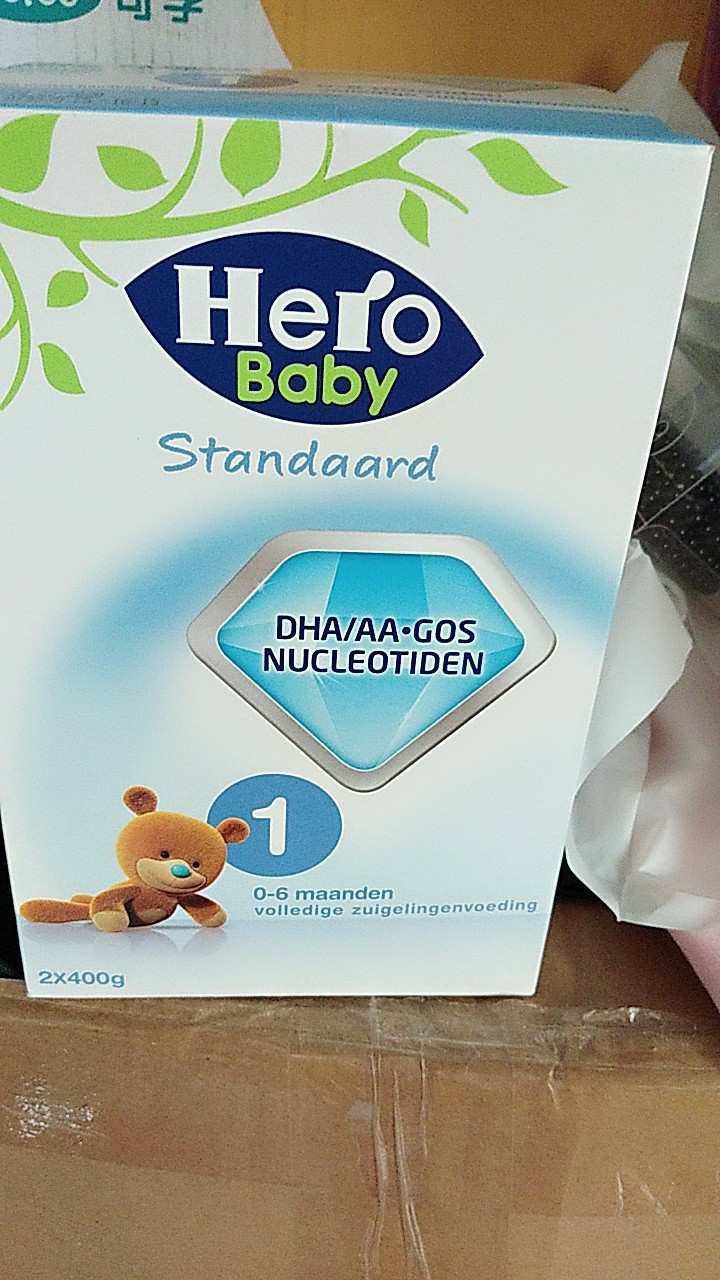 Hero
Baby
Standaard
DHA/AA•GOS
NUCLEOTIDEN
1
0-6 maanden
volledige zuigelingenvoeding
2x400g